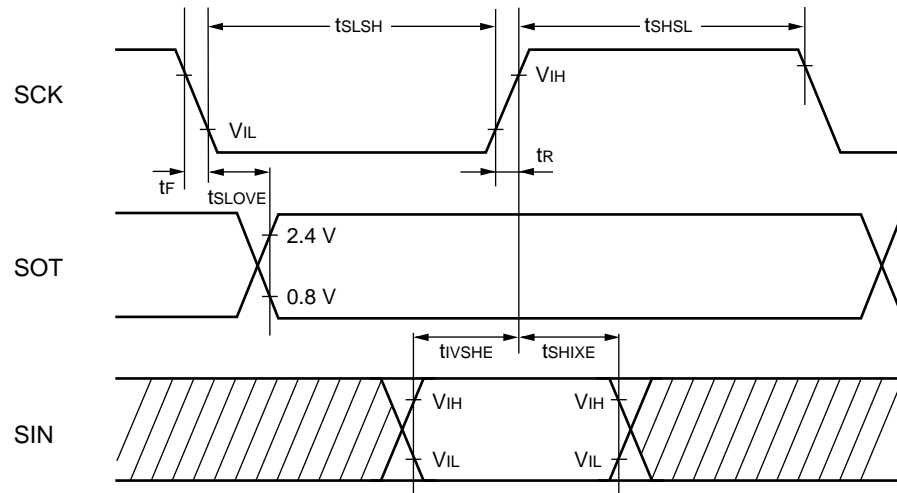 tSLSH
tSHSL
SCK
VIH
VIL
tF
tSLOVE
tR
SOT
2.4 V
0.8 V
tIVSHE
tSHIXE
SIN
VIH
VIH
VIL
VIL